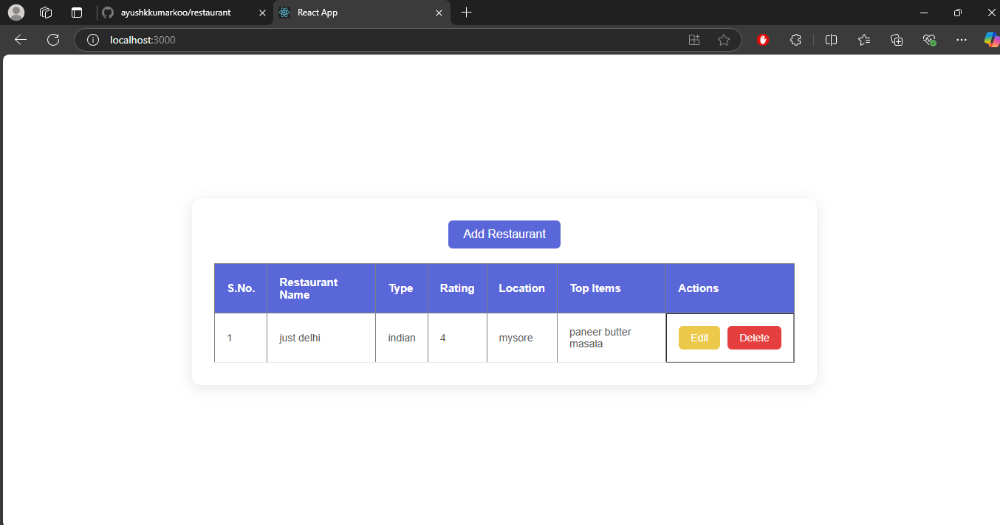 ayushkkumarkoo/restaurant
React App
localhost:3000
Add Restaurant
S.No.
Restaurant
Name
Type
Rating
Location
Top Items
Actions
1
just delhi
indian
4
mysore
paneer butter
masala
Edit
Delete